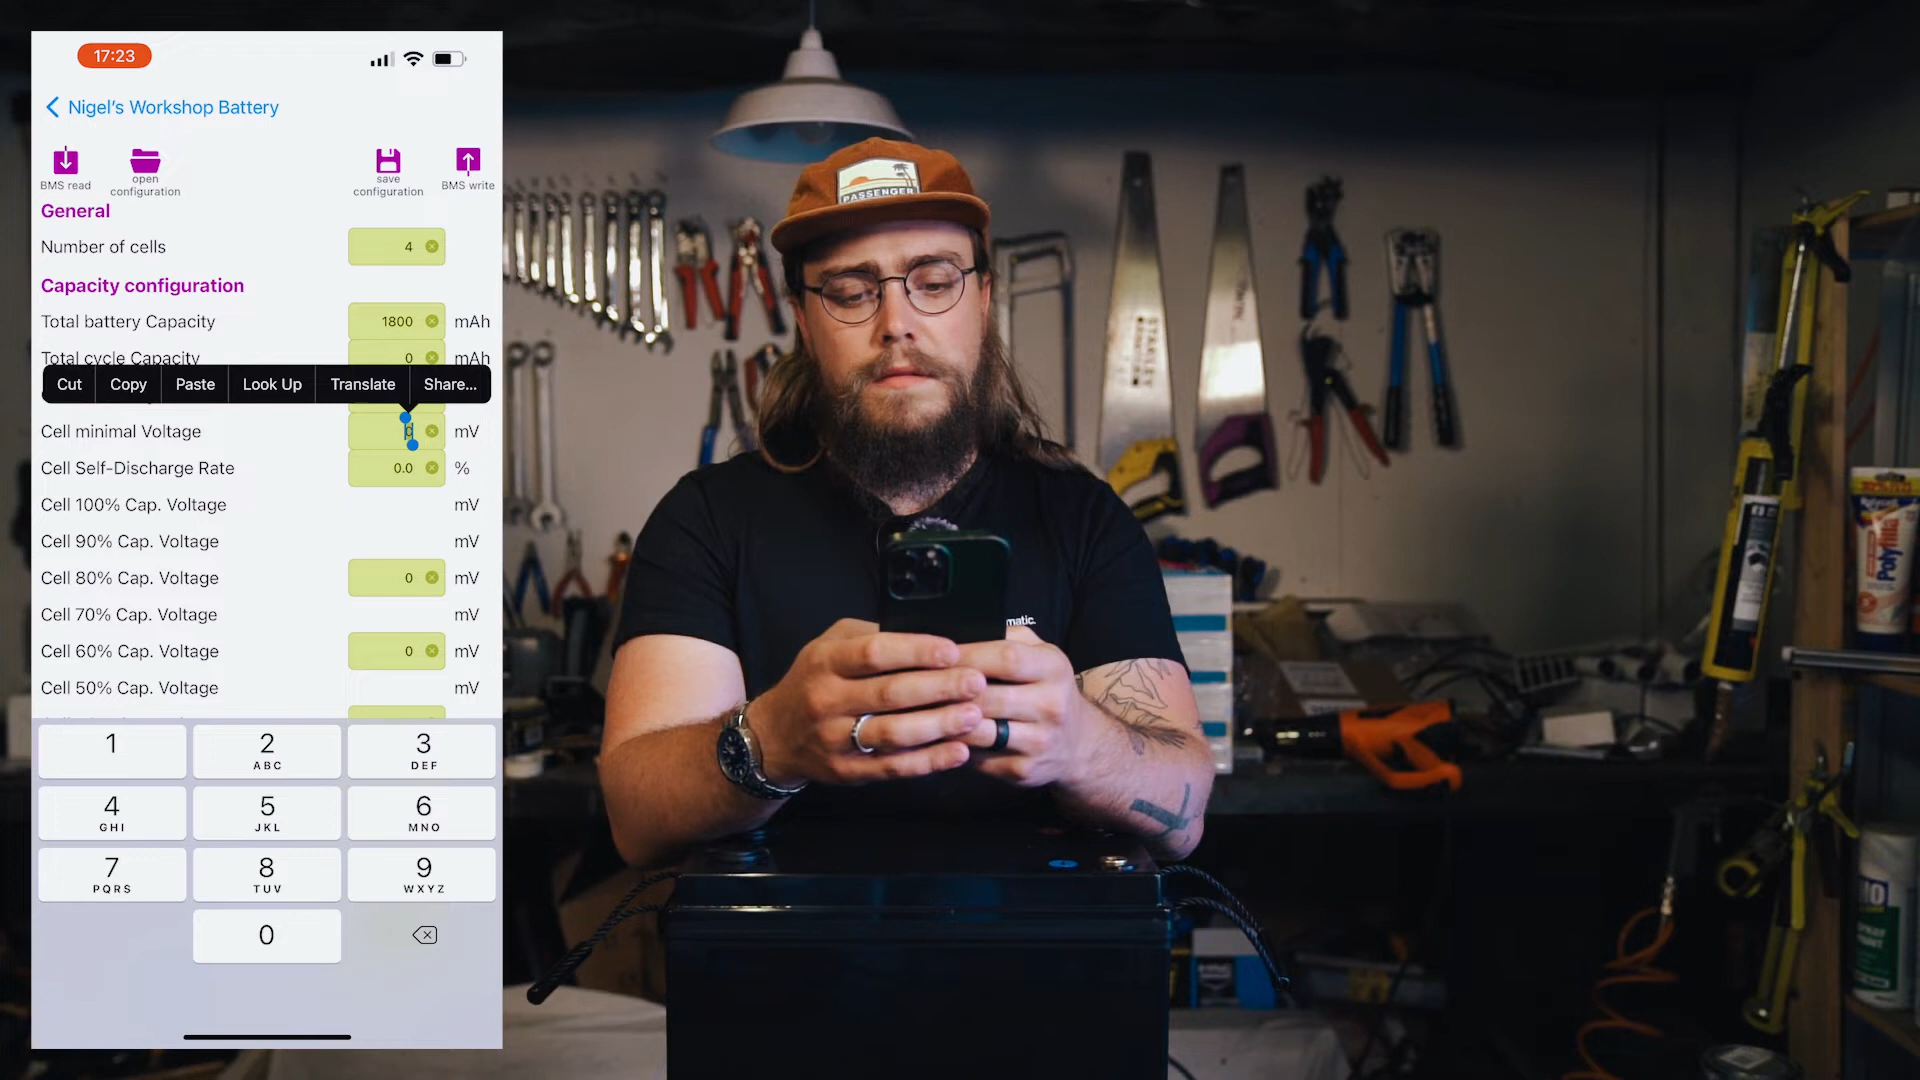 17:23
Nigel's Workshop Battery
BMS read
open configuration
save configuration
BMS write
General
Number of cells 4
Capacity configuration
Total battery Capacity 1800 mAh
Total cycle Capacity 0 mAh
Cut Copy Paste Look Up Translate Share...
Cell minimal Voltage 0 mV
Cell Self-Discharge Rate 0.0 %
Cell 100% Cap. Voltage mV
Cell 90% Cap. Voltage mV
Cell 80% Cap. Voltage 0 mV
Cell 70% Cap. Voltage mV
Cell 60% Cap. Voltage 0 mV
Cell 50% Cap. Voltage mV
1 2 3
ABC DEF
4 5 6
GHI JKL MNO
7 8 9
PQRS TUV WXYZ
0
PASSENGER
matic.
Polyfilla